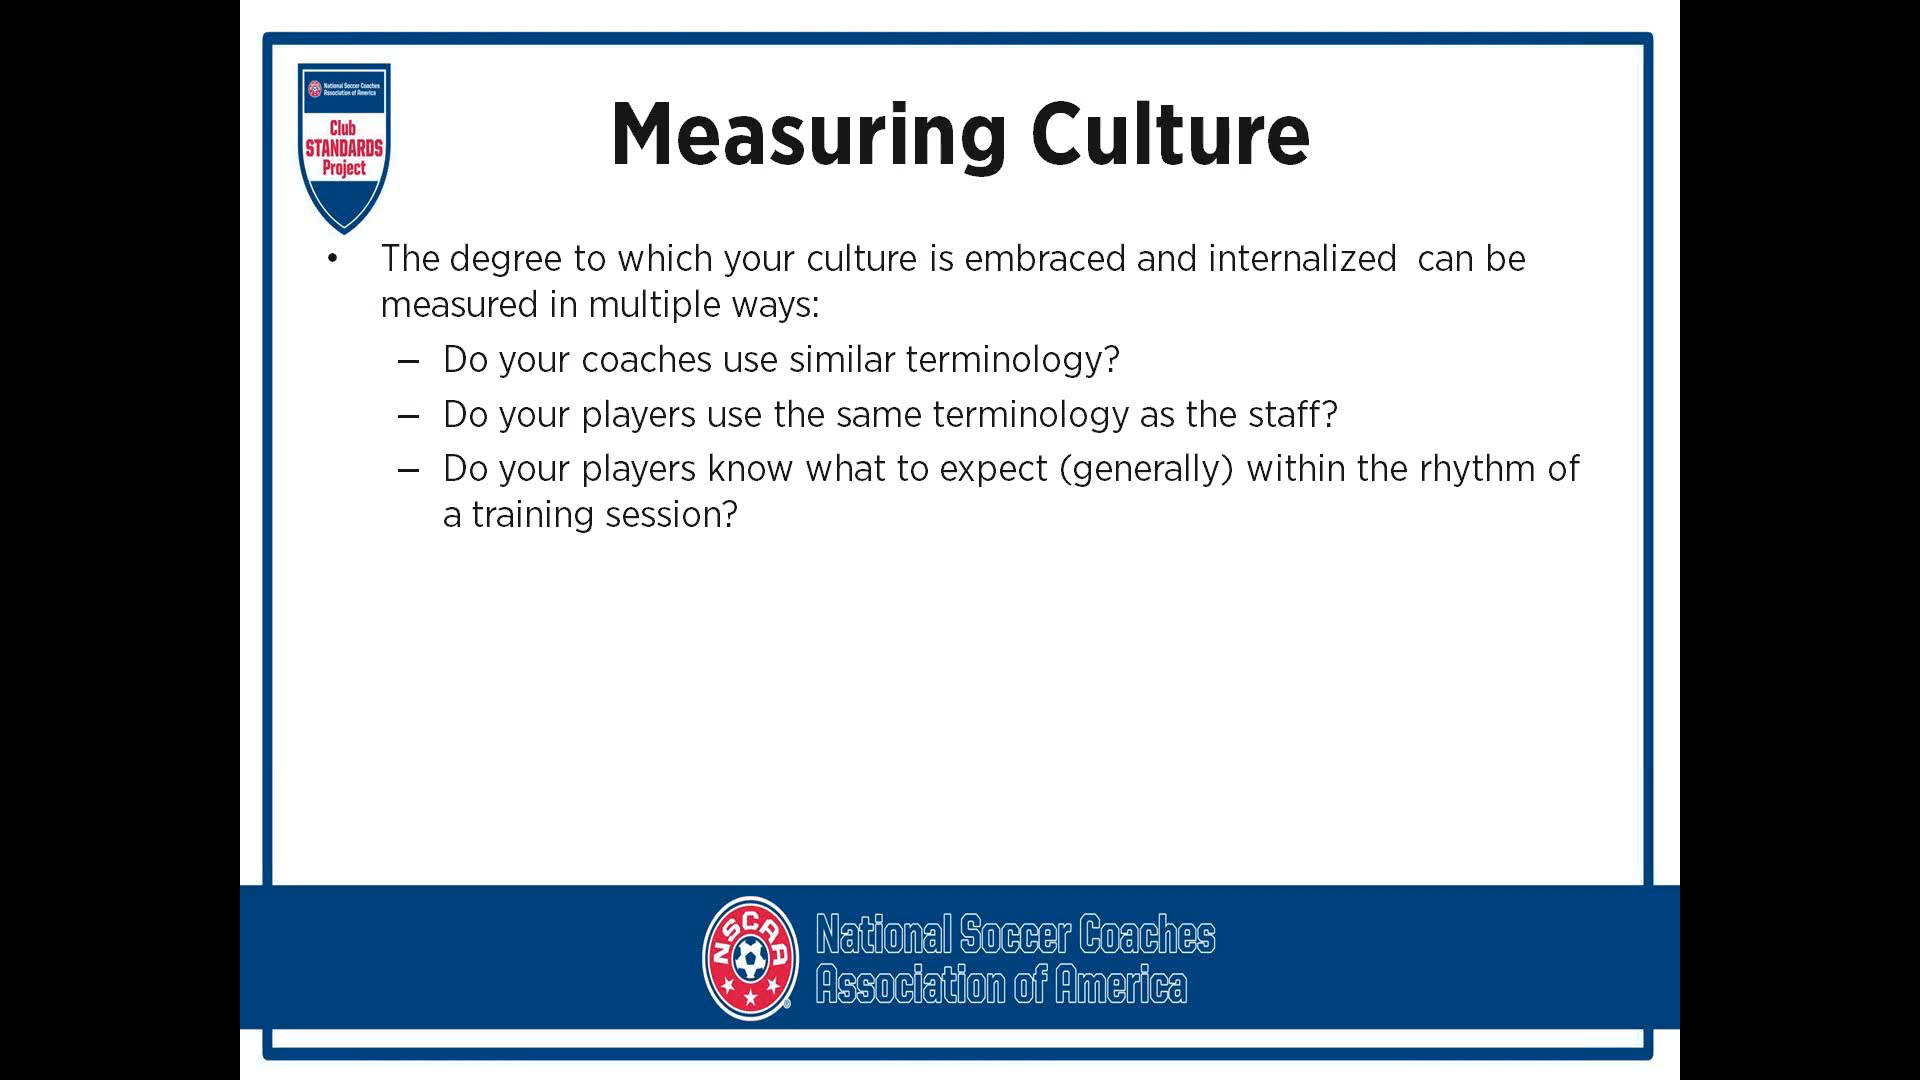 National Soccer Coaches
Association of America
Club
STANDARDS
Project
Measuring Culture
• The degree to which your culture is embraced and internalized  can be
measured in multiple ways:
– Do your coaches use similar terminology?
– Do your players use the same terminology as the staff?
– Do your players know what to expect (generally) within the rhythm of
a training session?
NSCAA
National Soccer Coaches
Association of America